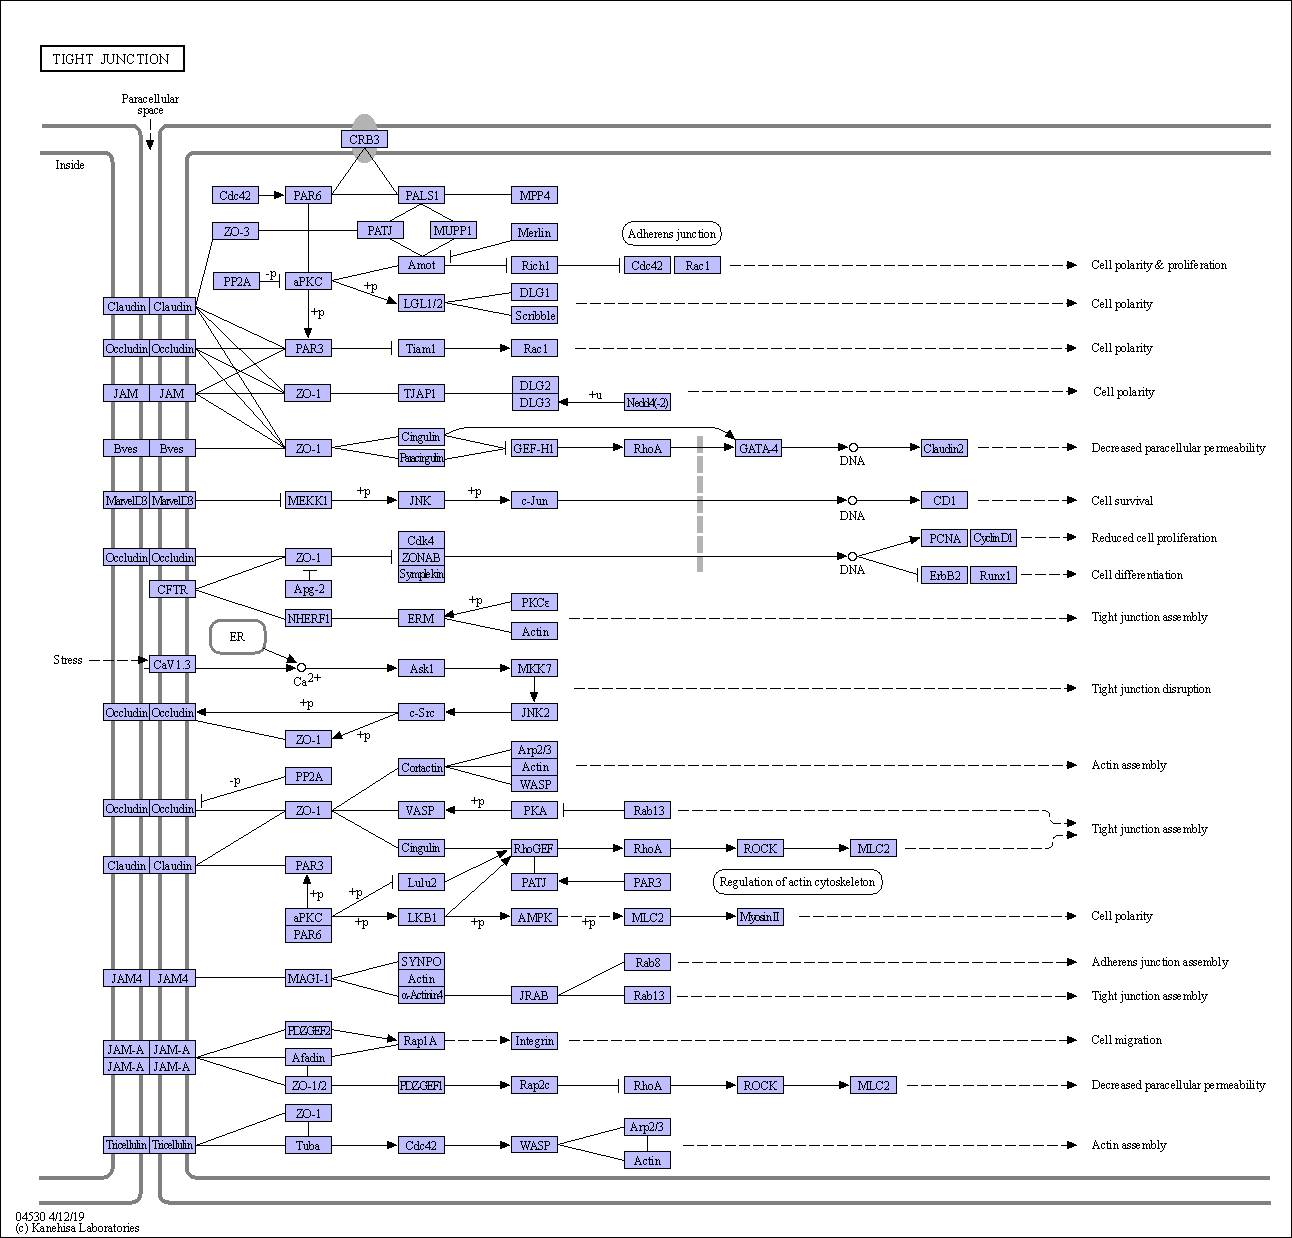 TIGHT JUNCTION
Paracellular
space
CRB3
Inside
Cdc42 PAR6 PALS1 MPP4
ZO-3 PATJ MUPP1 Merlin Adherens junction
PP2A -p aPKC +p Amot Rich1 Cdc42 Rac1 Cell polarity & proliferation
LGL1/2 DLG1
Scribble
Cell polarity
Claudin Claudin +p
Occludin Occludin PAR3 Tiam1 Rac1 Cell polarity
JAM JAM ZO-1 TJAP1 DLG2
DLG3 +u Nedd4(-2) Cell polarity
Bves Bves ZO-1 Cingulin
Paracingulin GEF-H1 RhoA GATA-4 DNA Claudin2 Decreased paracellular permeability
MarvelD3 MarvelD3 MEKK1 +p JNK +p c-Jun DNA CD1 Cell survival
Occludin Occludin ZO-1 Cdk4
ZONAB
Symplekin
DNA PCNA CyclinD1 Reduced cell proliferation
ErbB2 Runx1 Cell differentiation
CFTR Apg-2
NHERF1 ERM +p PKCε
Actin
Tight junction assembly
ER
Stress CaV1.3 Ca2+ Ask1 MKK7
Tight junction disruption
Occludin Occludin +p c-Src JNK2
ZO-1 +p
Cortactin Arp2/3
Actin
WASP
Actin assembly
-p PP2A
Occludin Occludin ZO-1 VASP +p PKA Rab13
Tight junction assembly
Cingulin RhoGEF RhoA ROCK MLC2
Claudin Claudin PAR3
Lulu2 PATJ PAR3 Regulation of actin cytoskeleton
+p +p
aPKC
PAR6
+p LKB1 +p AMPK +p MLC2 MyosinII Cell polarity
SYNPO
Actin
α-Actinin4
Rab8 Adherens junction assembly
JAM4 JAM4 MAGI-1
JRAB Rab13 Tight junction assembly
PDZGEF2
Rap1A Integrin Cell migration
JAM-A JAM-A
JAM-A JAM-A
Afadin
ZO-1/2 PDZGEF1 Rap2c RhoA ROCK MLC2 Decreased paracellular permeability
ZO-1
Tricellulin Tricellulin Tuba Cdc42 WASP Arp2/3
Actin
Actin assembly
04530 4/12/19
(c) Kanehisa Laboratories